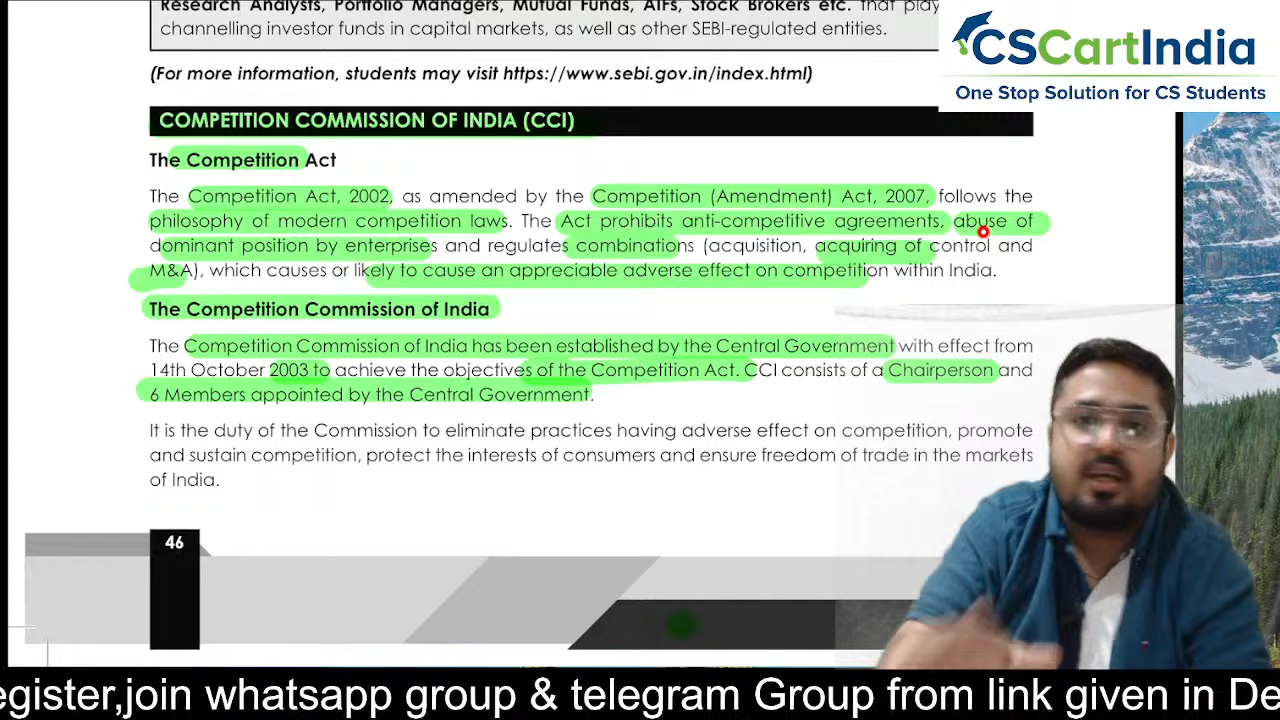 Research Analysts, Portfolio Managers, Mutual Funds, AIFs, Stock Brokers etc. that play
channelling investor funds in capital markets, as well as other SEBI-regulated entities.
(For more information, students may visit https://www.sebi.gov.in/index.html)
CSCartIndia
One Stop Solution for CS Students
COMPETITION COMMISSION OF INDIA (CCI)
The Competition Act
The Competition Act, 2002, as amended by the Competition (Amendment) Act, 2007, follows the
philosophy of modern competition laws. The Act prohibits anti-competitive agreements, abuse of
dominant position by enterprises and regulates combinations (acquisition, acquiring of control and
M&A), which causes or likely to cause an appreciable adverse effect on competition within India.
The Competition Commission of India
The Competition Commission of India has been established by the Central Government with effect from
14th October 2003 to achieve the objectives of the Competition Act. CCI consists of a Chairperson and
6 Members appointed by the Central Government.
It is the duty of the Commission to eliminate practices having adverse effect on competition, promote
and sustain competition, protect the interests of consumers and ensure freedom of trade in the markets
of India.
46
egister,join whatsapp group & telegram Group from link given in De